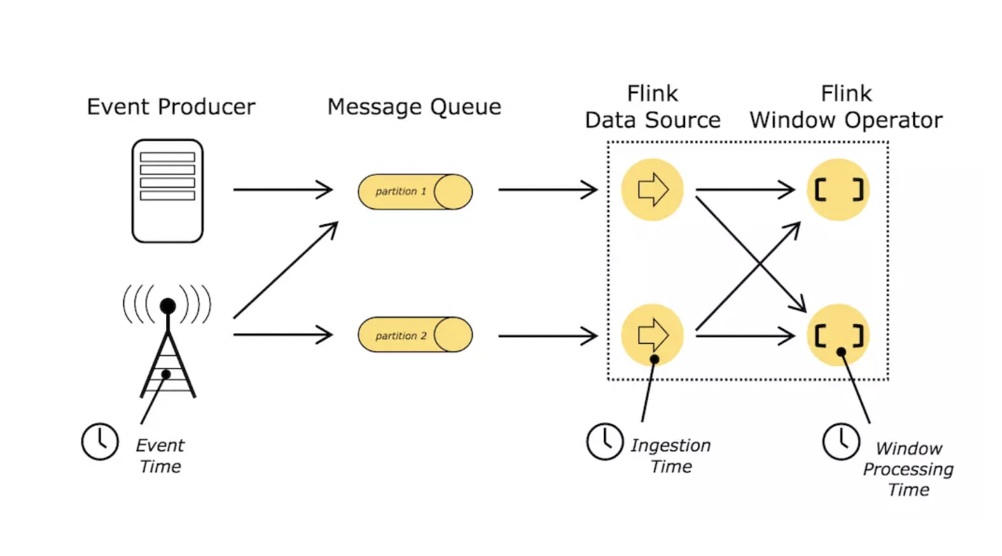 Event Producer
Message Queue
Flink
Data Source
Flink
Window Operator
partition 1
partition 2
Event
Time
Ingestion
Time
Window
Processing
Time